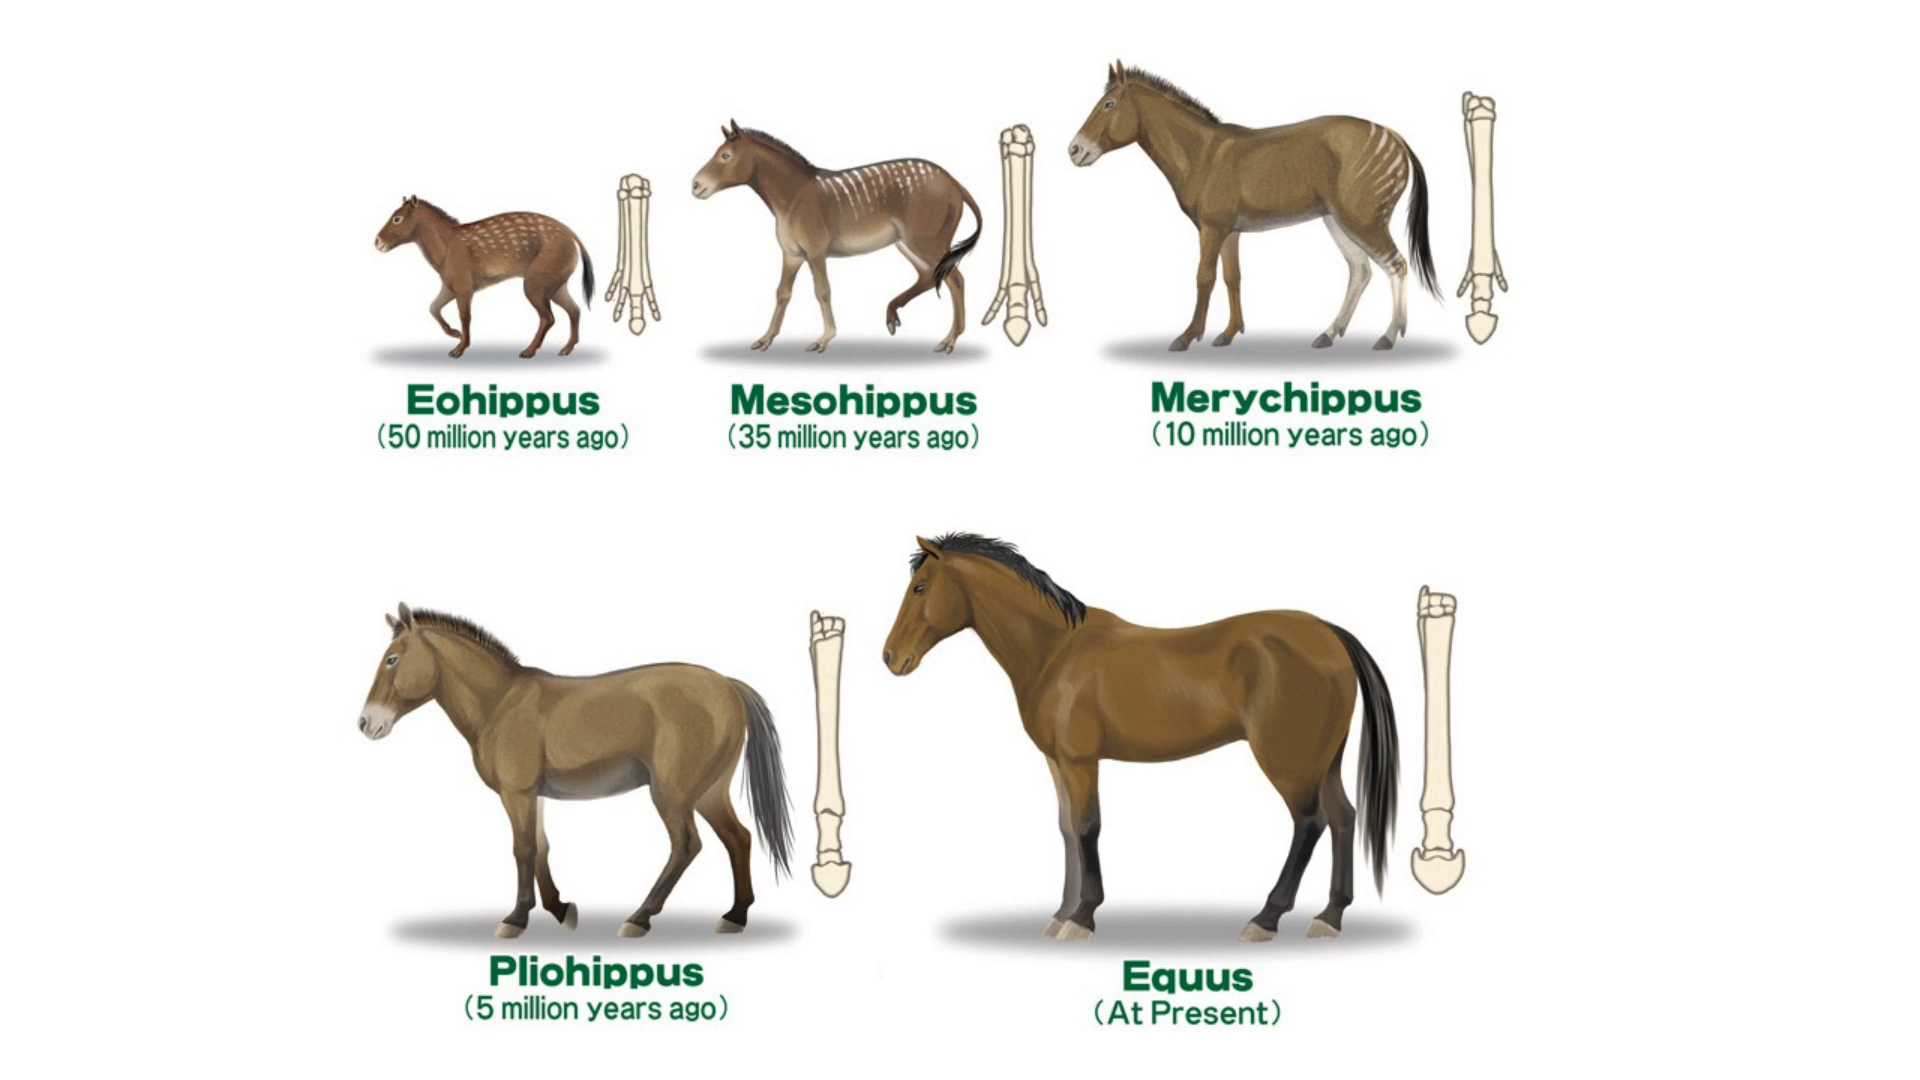 Eohippus
(50 million years ago)
Mesohippus
(35 million years ago)
Merychippus
(10 million years ago)
Pliohippus
(5 million years ago)
Equus
(At Present)